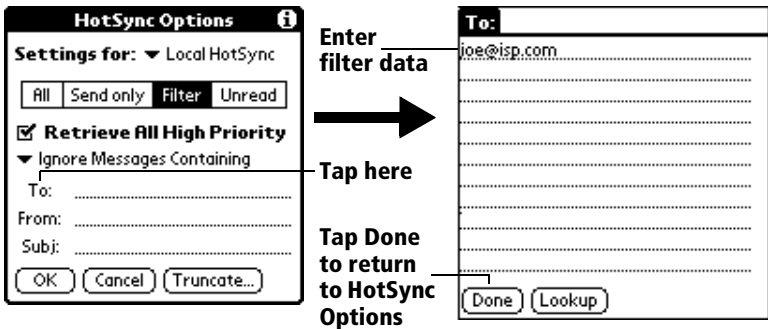 HotSync Options
Settings for: Local HotSync
All Send only Filter Unread
Retrieve All High Priority
Ignore Messages Containing
To:
From:
Subj:
OK Cancel Truncate...
Enter
filter data
Tap here
Tap Done
to return
to HotSync
Options
To:
joe@isp.com
Done Lookup